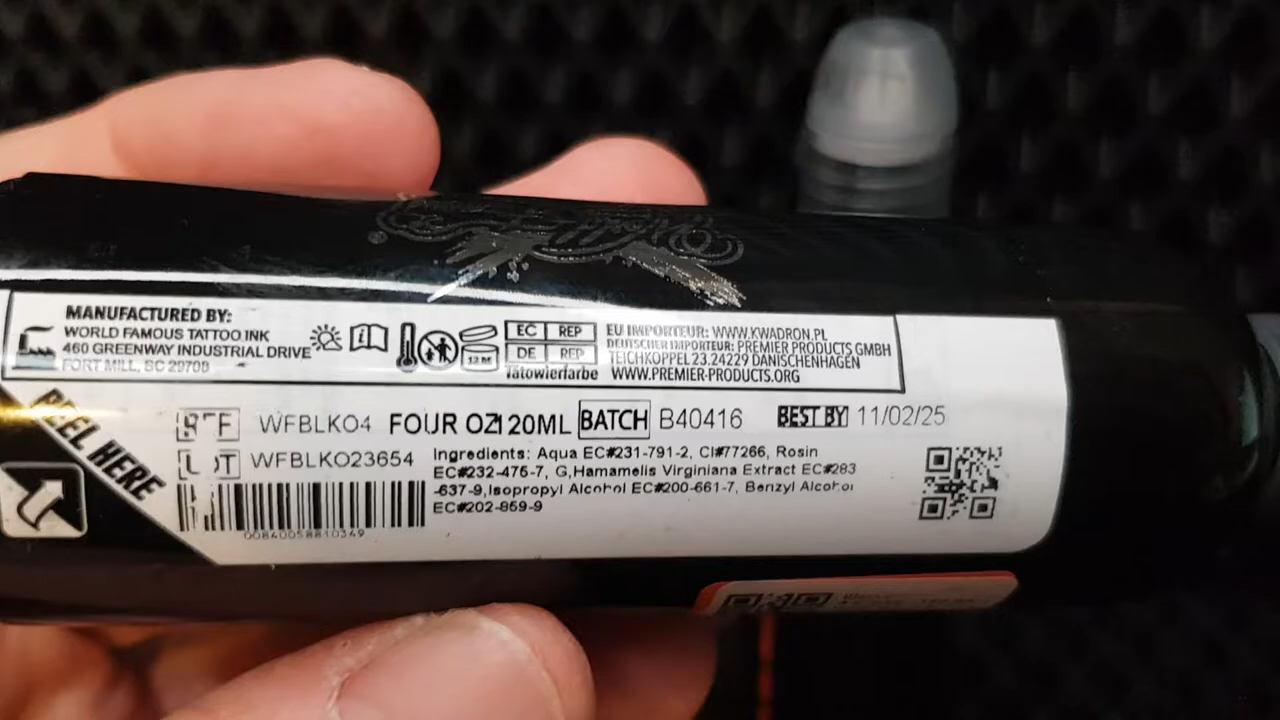 MANUFACTURED BY:
WORLD FAMOUS TATTOO INK
460 GREENWAY INDUSTRIAL DRIVE
FORT MILL, SC 29708
12 M
EC REP
DE REP
Tätowierfarbe
EU IMPORTEUR: WWW.KWADRON.PL
DEUTSCHER IMPORTEUR: PREMIER PRODUCTS GMBH
TEICHKOPPEL 23,24229 DÄNISCHENHAGEN
WWW.PREMIER-PRODUCTS.ORG
PEEL HERE
REF WFBLKO4 FOUR OZ120ML BATCH B40416 BEST BY 11/02/25
LOT WFBLKO23654
Ingredients: Aqua EC#231-791-2, CI#77266, Rosin
EC#232-475-7, G,Hamamelis Virginiana Extract EC#283
-637-9,Isopropyl Alcohol EC#200-661-7, Benzyl Alcohol
EC#202-859-9
00840058810349